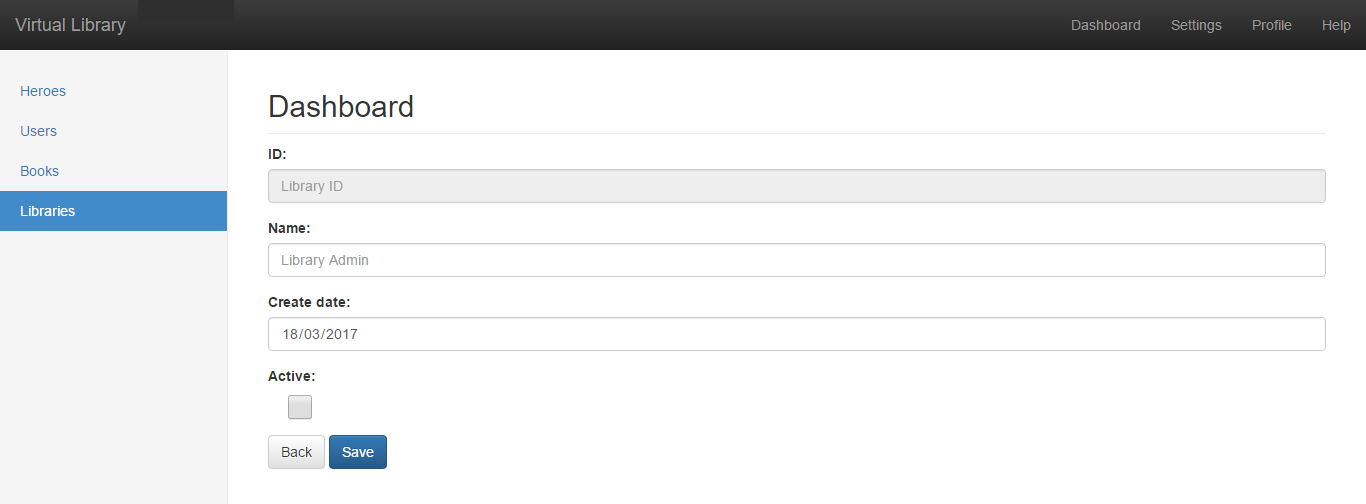 Virtual Library
Dashboard Settings Profile Help
Heroes
Users
Books
Libraries
Dashboard
ID:
Library ID
Name:
Library Admin
Create date:
18/03/2017
Active:
Back Save